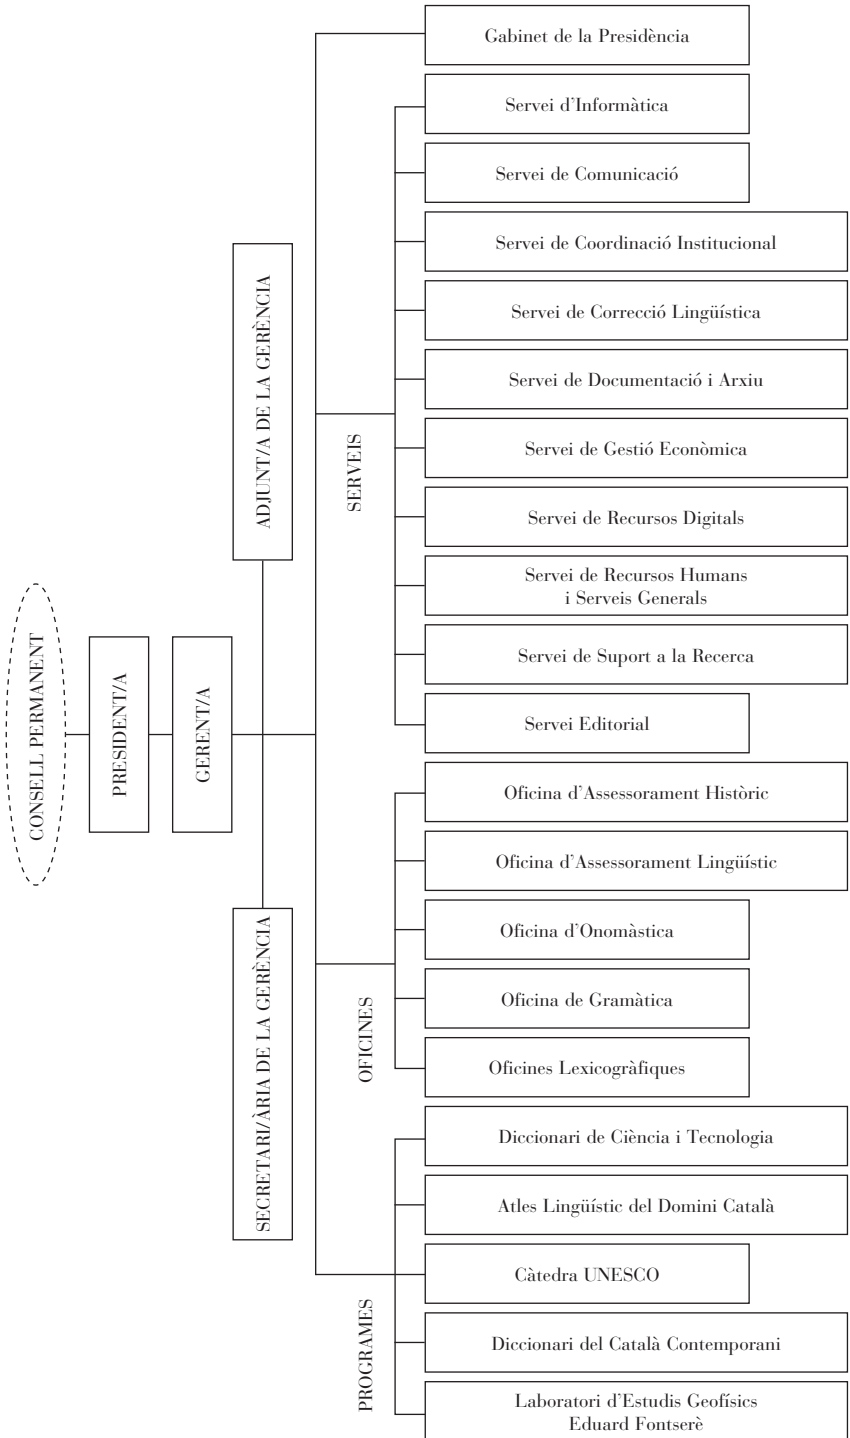 CONSELL PERMANENT
PRESIDENT/A
GERENT/A
SECRETARI/ÀRIA DE LA GERÈNCIA
ADJUNT/A DE LA GERÈNCIA
Gabinet de la Presidència
SERVEIS
Servei d’Informàtica
Servei de Comunicació
Servei de Coordinació Institucional
Servei de Correcció Lingüística
Servei de Documentació i Arxiu
Servei de Gestió Econòmica
Servei de Recursos Digitals
Servei de Recursos Humans
i Serveis Generals
Servei de Suport a la Recerca
Servei Editorial
OFICINES
Oficina d’Assessorament Històric
Oficina d’Assessorament Lingüístic
Oficina d’Onomàstica
Oficina de Gramàtica
Oficines Lexicogràfiques
PROGRAMES
Diccionari de Ciència i Tecnologia
Atles Lingüístic del Domini Català
Càtedra UNESCO
Diccionari del Català Contemporani
Laboratori d’Estudis Geofísics
Eduard Fontserè